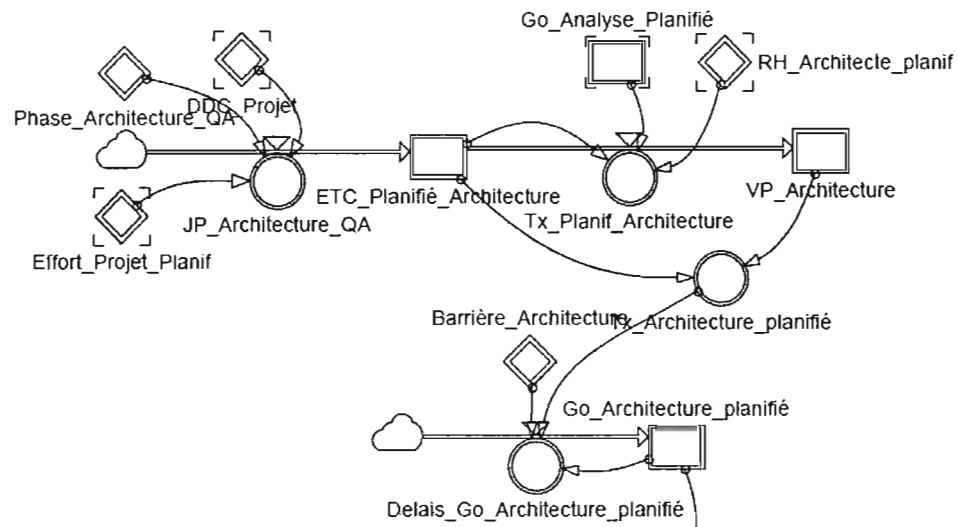 Go_Analyse_Planifié
RH_Architecte_planif
DDC_Projet
Phase_Architecture_QA
ETC_Planifié_Architecture
VP_Architecture
JP_Architecture_QA
Tx_Planif_Architecture
Effort_Projet_Planif
Barrière_Architecture
Tx_Architecture_planifié
Go_Architecture_planifié
Delais_Go_Architecture_planifié